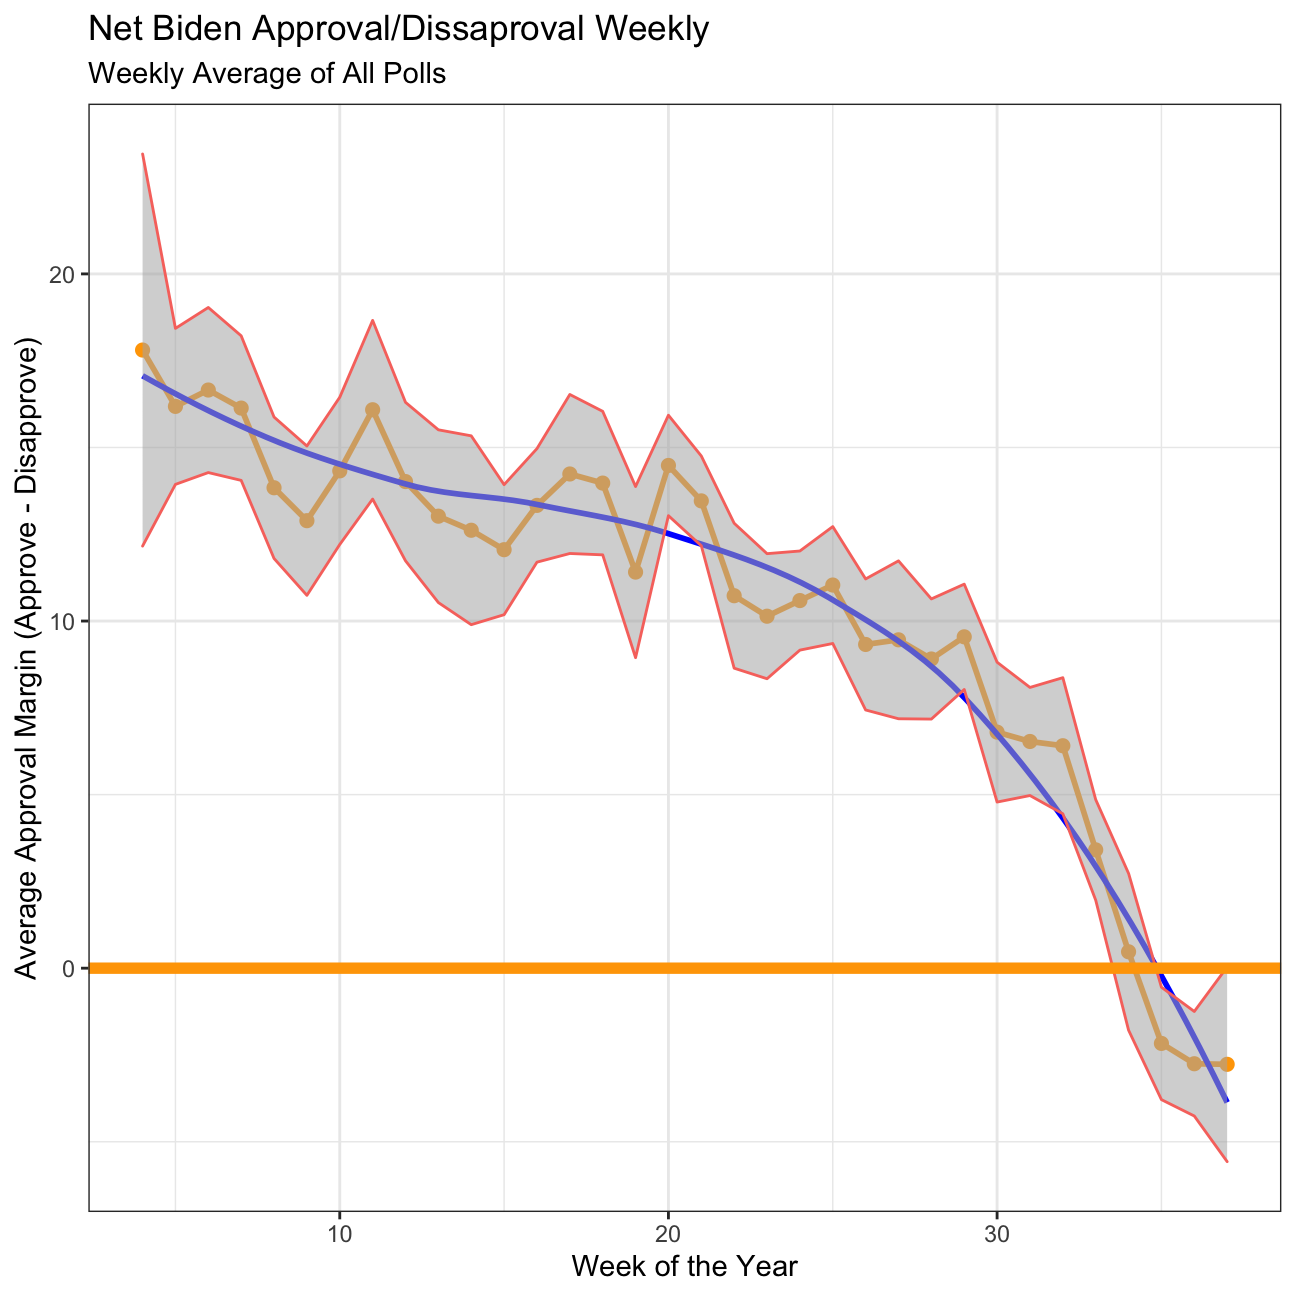 Net Biden Approval/Dissaproval Weekly
Weekly Average of All Polls
Average Approval Margin (Approve - Disapprove)
20
10
0
10
20
30
Week of the Year